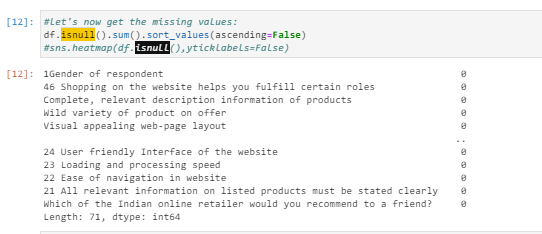 [12]: #Let's now get the missing values:
df.isnull().sum().sort_values(ascending=False)
#sns.heatmap(df.isnull(),yticklabels=False)
[12]: 1Gender of respondent 0
46 Shopping on the website helps you fulfill certain roles 0
Complete, relevant description information of products 0
Wild variety of product on offer 0
Visual appealing web-page layout 0
..
24 User friendly Interface of the website 0
23 Loading and processing speed 0
22 Ease of navigation in website 0
21 All relevant information on listed products must be stated clearly 0
Which of the Indian online retailer would you recommend to a friend? 0
Length: 71, dtype: int64